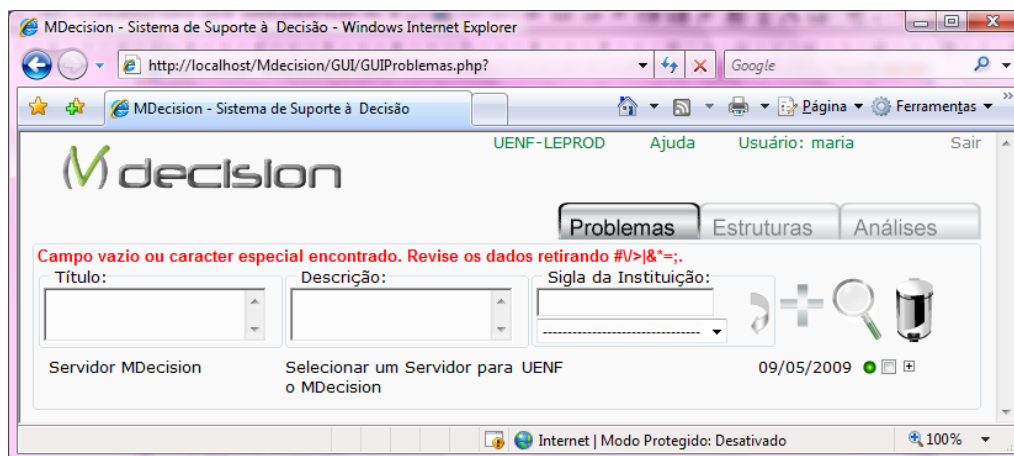 MDecision - Sistema de Suporte à Decisão - Windows Internet Explorer
http://localhost/Mdecision/GUI/GUIProblemas.php?
Google
MDecision - Sistema de Suporte à Decisão
Página
Ferramentas
»
UENF-LEPROD Ajuda Usuário: maria Sair
Mdecision
Problemas Estruturas Análises
Campo vazio ou caracter especial encontrado. Revise os dados retirando #\/>|&*=;.
Título: Descrição: Sigla da Instituição:
--------------------------------
Servidor MDecision Selecionar um Servidor para UENF 09/05/2009
o MDecision
Internet | Modo Protegido: Desativado 100%